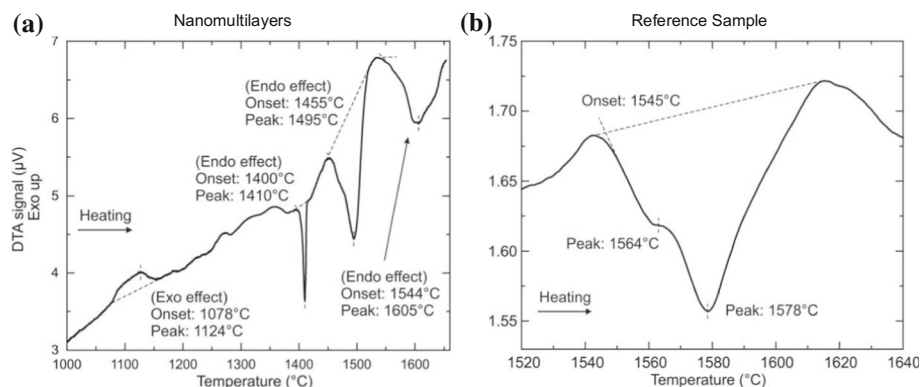 (a)
Nanomultilayers
7
6
5
4
3
DTA signal (μV)
Exo up
(Endo effect)
Onset: 1455°C
Peak: 1495°C
(Endo effect)
Onset: 1400°C
Peak: 1410°C
Heating
(Exo effect)
Onset: 1078°C
Peak: 1124°C
(Endo effect)
Onset: 1544°C
Peak: 1605°C
1000 1100 1200 1300 1400 1500 1600
Temperature (°C)
(b)
Reference Sample
1.75
1.70
1.65
1.60
1.55
Onset: 1545°C
Peak: 1564°C
Peak: 1578°C
Heating
1520 1540 1560 1580 1600 1620 1640
Temperature (°C)